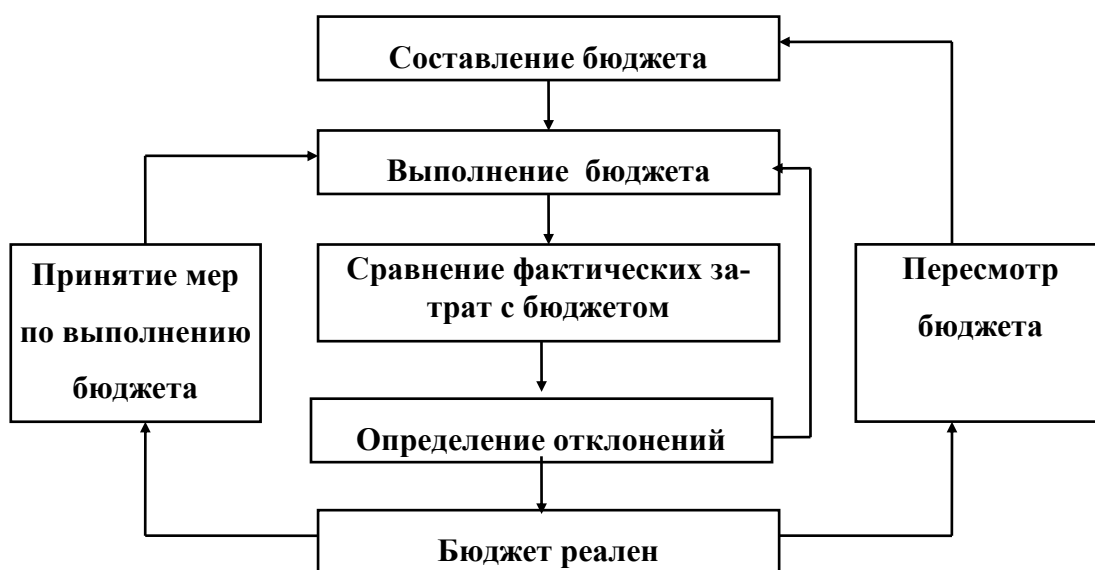 Составление бюджета
Выполнение бюджета
Сравнение фактических за-
трат с бюджетом
Принятие мер
по выполнению
бюджета
Пересмотр
бюджета
Определение отклонений
Бюджет реален